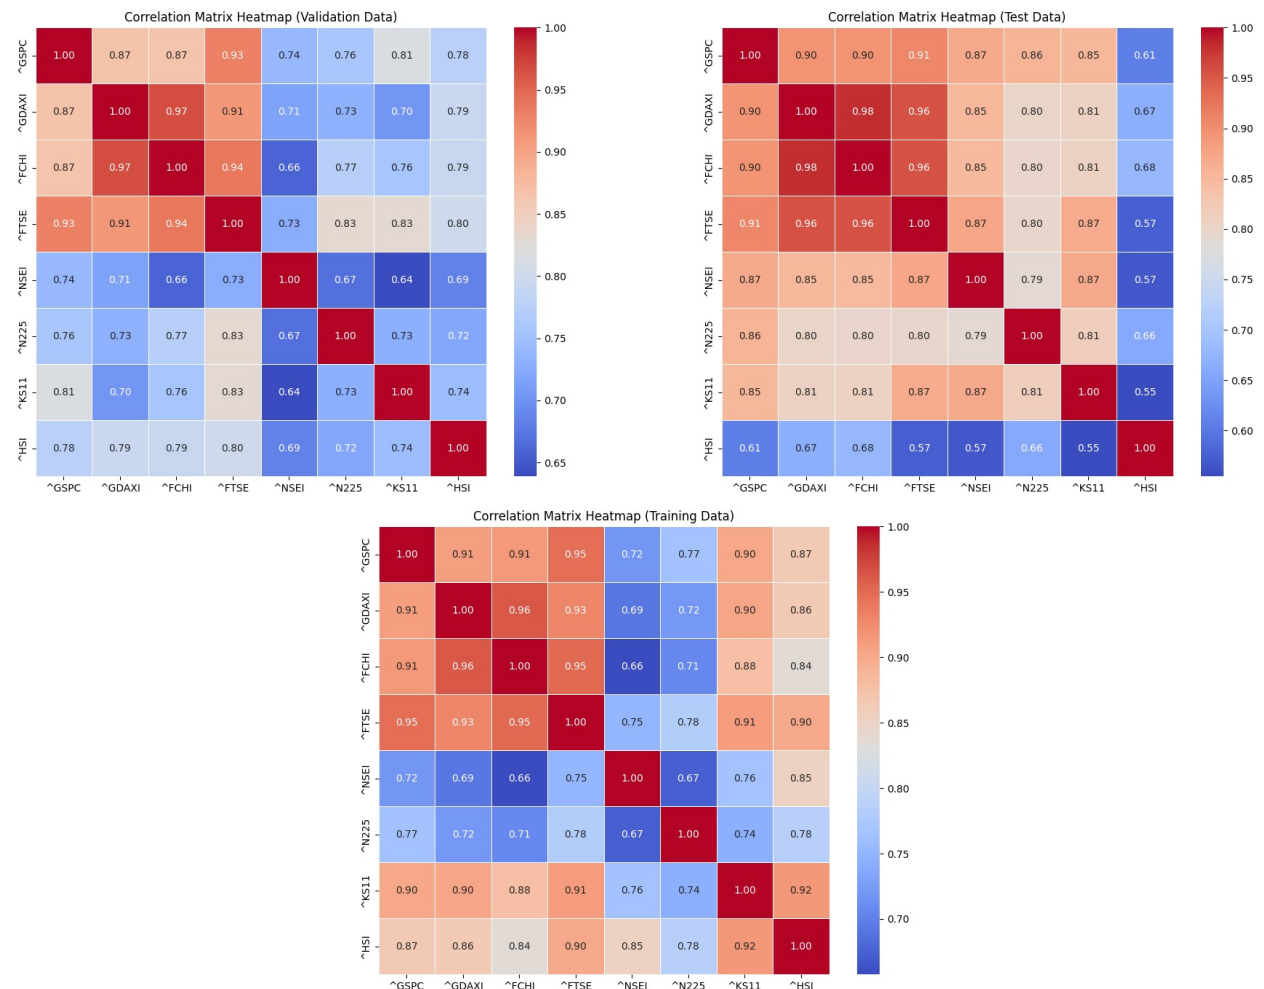 Correlation Matrix Heatmap (Validation Data)
^GSPC 1.00 0.87 0.87 0.93 0.74 0.76 0.81 0.78
^GDAXI 0.87 1.00 0.97 0.91 0.71 0.73 0.70 0.79
^FCHI 0.87 0.97 1.00 0.94 0.66 0.77 0.76 0.79
^FTSE 0.93 0.91 0.94 1.00 0.73 0.83 0.83 0.80
^NSEI 0.74 0.71 0.66 0.73 1.00 0.67 0.64 0.69
^N225 0.76 0.73 0.77 0.83 0.67 1.00 0.73 0.72
^KS11 0.81 0.70 0.76 0.83 0.64 0.73 1.00 0.74
^HSI 0.78 0.79 0.79 0.80 0.69 0.72 0.74 1.00
^GSPC ^GDAXI ^FCHI ^FTSE ^NSEI ^N225 ^KS11 ^HSI
1.00
0.95
0.90
0.85
0.80
0.75
0.70
0.65
Correlation Matrix Heatmap (Test Data)
^GSPC 1.00 0.90 0.90 0.91 0.87 0.86 0.85 0.61
^GDAXI 0.90 1.00 0.98 0.96 0.85 0.80 0.81 0.67
^FCHI 0.90 0.98 1.00 0.96 0.85 0.80 0.81 0.68
^FTSE 0.91 0.96 0.96 1.00 0.87 0.80 0.87 0.57
^NSEI 0.87 0.85 0.85 0.87 1.00 0.79 0.87 0.57
^N225 0.86 0.80 0.80 0.80 0.79 1.00 0.81 0.66
^KS11 0.85 0.81 0.81 0.87 0.87 0.81 1.00 0.55
^HSI 0.61 0.67 0.68 0.57 0.57 0.66 0.55 1.00
^GSPC ^GDAXI ^FCHI ^FTSE ^NSEI ^N225 ^KS11 ^HSI
1.00
0.95
0.90
0.85
0.80
0.75
0.70
0.65
0.60
Correlation Matrix Heatmap (Training Data)
^GSPC 1.00 0.91 0.91 0.95 0.72 0.77 0.90 0.87
^GDAXI 0.91 1.00 0.96 0.93 0.69 0.72 0.90 0.86
^FCHI 0.91 0.96 1.00 0.95 0.66 0.71 0.88 0.84
^FTSE 0.95 0.93 0.95 1.00 0.75 0.78 0.91 0.90
^NSEI 0.72 0.69 0.66 0.75 1.00 0.67 0.76 0.85
^N225 0.77 0.72 0.71 0.78 0.67 1.00 0.74 0.78
^KS11 0.90 0.90 0.88 0.91 0.76 0.74 1.00 0.92
^HSI 0.87 0.86 0.84 0.90 0.85 0.78 0.92 1.00
^GSPC ^GDAXI ^FCHI ^FTSE ^NSEI ^N225 ^KS11 ^HSI
1.00
0.95
0.90
0.85
0.80
0.75
0.70